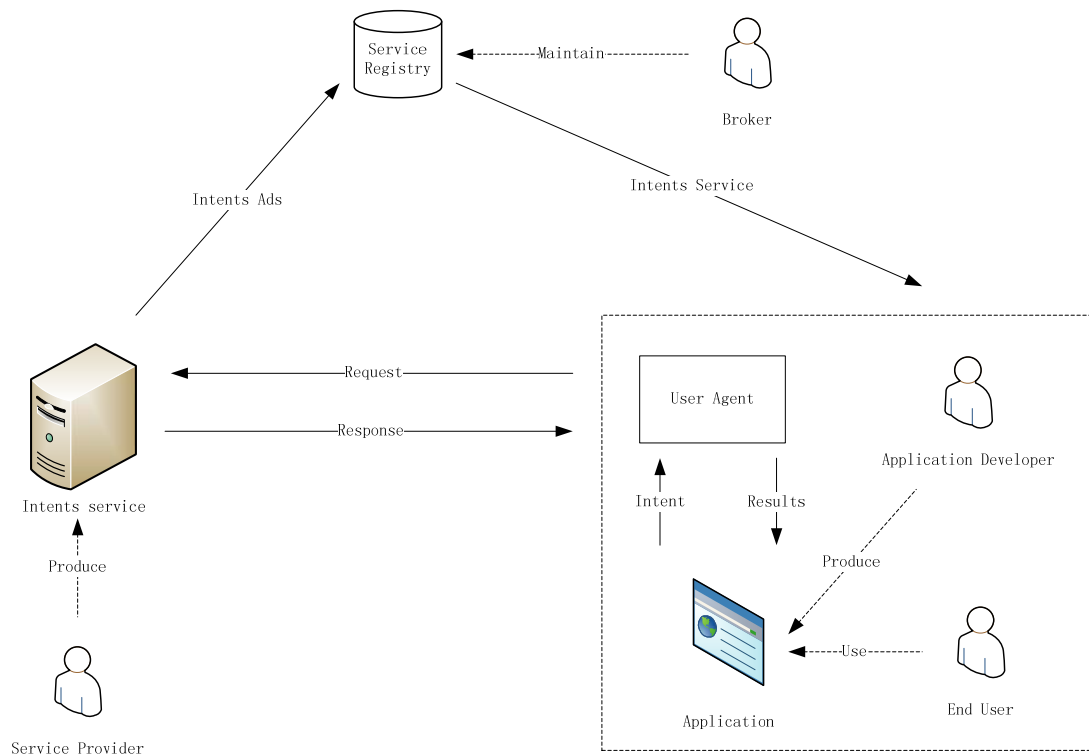 Service
Registry
Maintain
Broker
Intents Ads
Intents Service
Request
Response
Intents service
Produce
Service Provider
User Agent
Application Developer
Intent
Results
Produce
Use
Application
End User